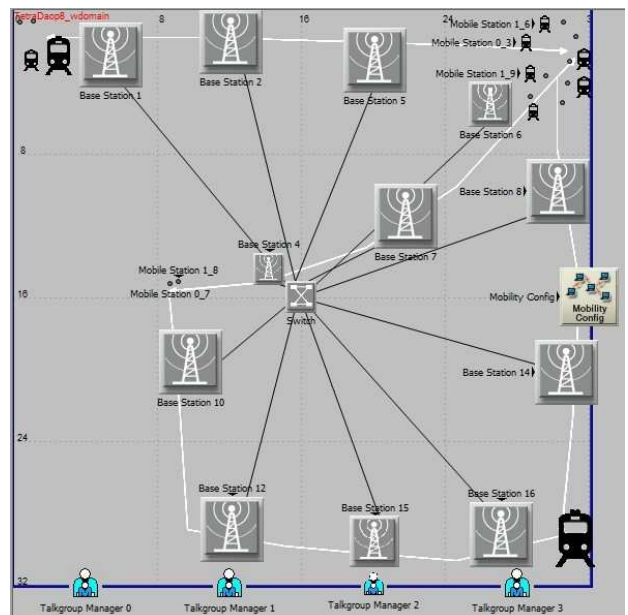 TetraDaop6_wdomain
16
24
3
Mobile Station 1_6
Mobile Station 0_3
Mobile Station 1_9
Base Station 1
Base Station 2
Base Station 5
Base Station 6
8
8
Base Station 8
Base Station 4
Base Station 7
Mobile Station 1_8
Mobile Station 0_7
16
Switch
Mobility Config
Mobility
Config
Base Station 14
Base Station 10
24
Base Station 12
Base Station 15
Base Station 16
32
Talkgroup Manager 0
Talkgroup Manager 1
Talkgroup Manager 2
Talkgroup Manager 3